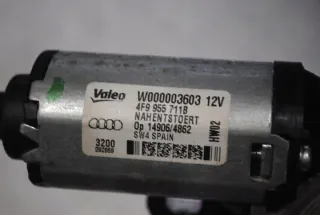 Valeo W000003603 12V
4F9 955 711B
NAHENTSTOERT
Op 14906/4862
3200 SW4 SPAIN
HW02